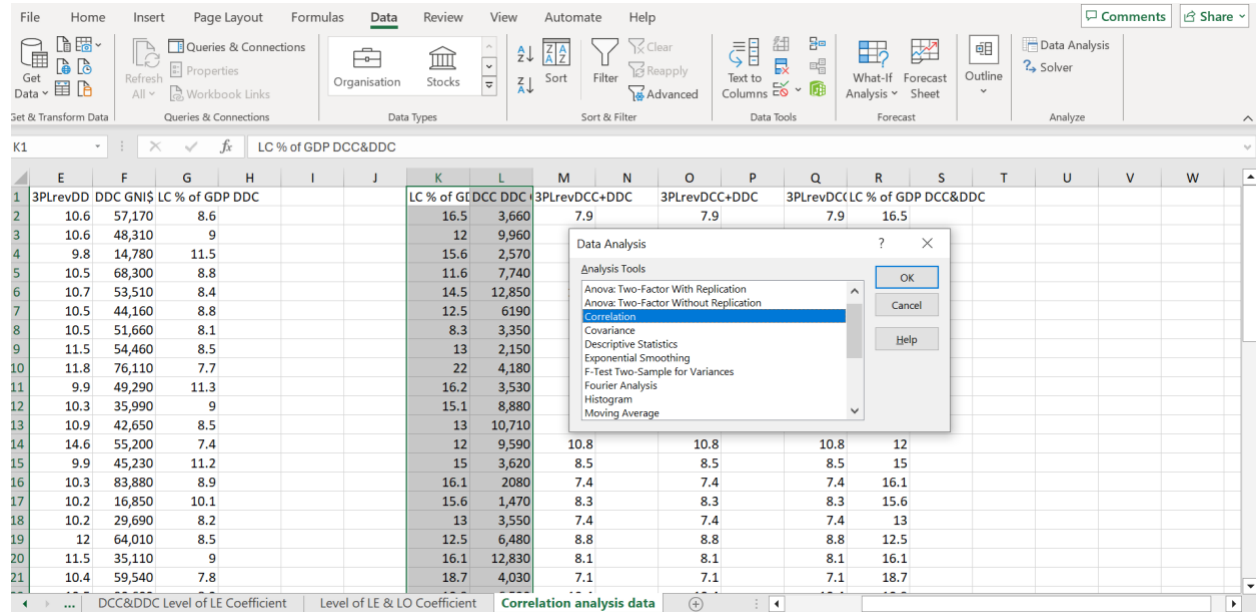 File Home Insert Page Layout Formulas Data Review View Automate Help Comments Share
Get Data
Refresh All
Queries & Connections
Properties
Workbook Links
Organisation Stocks
Sort Filter
Clear
Reapply
Advanced
Text to Columns
What-If Analysis Forecast Sheet
Outline
Data Analysis
Solver
Get & Transform Data Queries & Connections Data Types Sort & Filter Data Tools Forecast Analyze
K1 fx LC % of GDP DCC&DDC
E F G H I J K L M N O P Q R S T U V W
1 3PLrevDD DDC GNI$ LC % of GDP DDC LC % of GD DCC DDC 3PLrevDCC+DDC 3PLrevDCC+DDC 3PLrevDC( LC % of GDP DCC&DDC
2 10.6 57,170 8.6 16.5 3,660 7.9 7.9 7.9 16.5
3 10.6 48,310 9 12 9,960
4 9.8 14,780 11.5 15.6 2,570
5 10.5 68,300 8.8 11.6 7,740
6 10.7 53,510 8.4 14.5 12,850
7 10.5 44,160 8.8 12.5 6190
8 10.5 51,660 8.1 8.3 3,350
9 11.5 54,460 8.5 13 2,150
10 11.8 76,110 7.7 22 4,180
11 9.9 49,290 11.3 16.2 3,530
12 10.3 35,990 9 15.1 8,880
13 10.9 42,650 8.5 13 10,710
14 14.6 55,200 7.4 12 9,590 10.8 10.8 10.8 12
15 9.9 45,230 11.2 15 3,620 8.5 8.5 8.5 15
16 10.3 83,880 8.9 16.1 2080 7.4 7.4 7.4 16.1
17 10.2 16,850 10.1 15.6 1,470 8.3 8.3 8.3 15.6
18 10.2 29,690 8.2 13 3,550 7.4 7.4 7.4 13
19 12 64,010 8.5 12.5 6,480 8.8 8.8 8.8 12.5
20 11.5 35,110 9 16.1 12,830 8.1 8.1 8.1 16.1
21 10.4 59,540 7.8 18.7 4,030 7.1 7.1 7.1 18.7
Data Analysis ?
Analysis Tools
Anova: Two-Factor With Replication
Anova: Two-Factor Without Replication
Correlation
Covariance
Descriptive Statistics
Exponential Smoothing
F-Test Two-Sample for Variances
Fourier Analysis
Histogram
Moving Average
OK
Cancel
Help
... DCC&DDC Level of LE Coefficient Level of LE & LO Coefficient Correlation analysis data